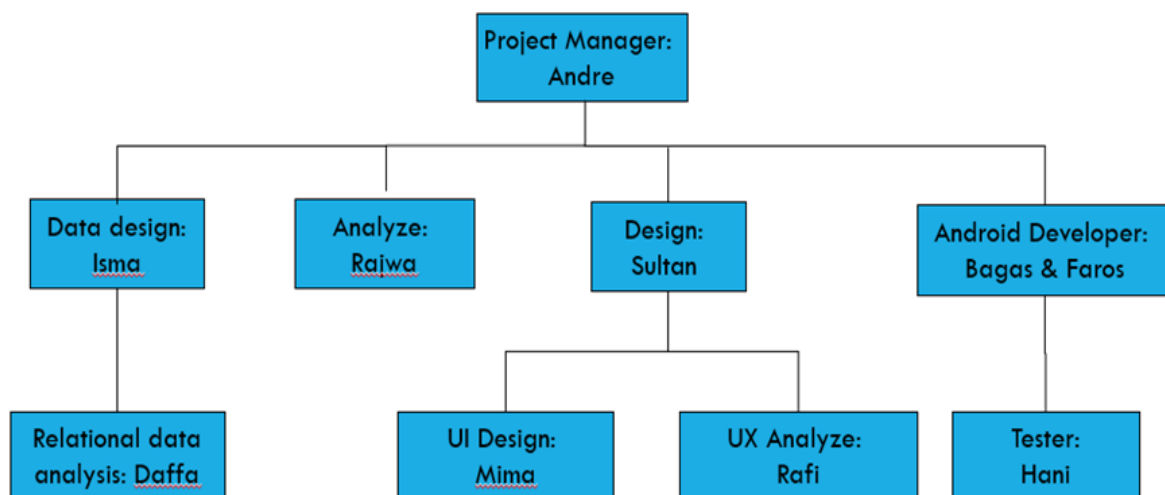 Project Manager:
Andre
Data design:
Isma
Analyze:
Rajwa
Design:
Sultan
Android Developer:
Bagas & Faros
Relational data
analysis: Daffa
UI Design:
Mima
UX Analyze:
Rafi
Tester:
Hani